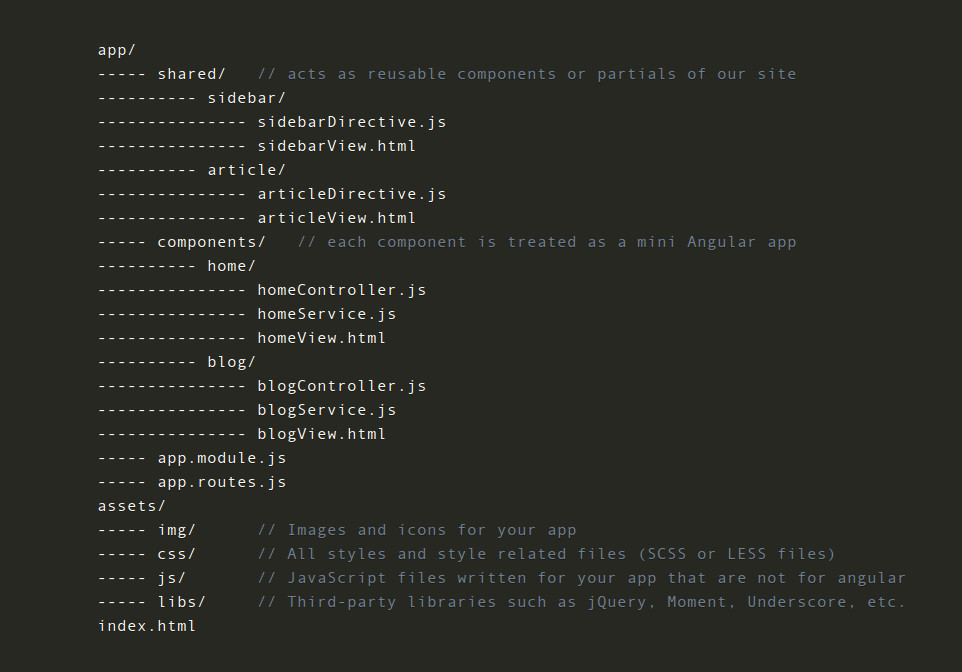 app/
----- shared/   // acts as reusable components or partials of our site
---------- sidebar/
--------------- sidebarDirective.js
--------------- sidebarView.html
---------- article/
--------------- articleDirective.js
--------------- articleView.html
----- components/   // each component is treated as a mini Angular app
---------- home/
--------------- homeController.js
--------------- homeService.js
--------------- homeView.html
---------- blog/
--------------- blogController.js
--------------- blogService.js
--------------- blogView.html
----- app.module.js
----- app.routes.js
assets/
----- img/      // Images and icons for your app
----- css/      // All styles and style related files (SCSS or LESS files)
----- js/       // JavaScript files written for your app that are not for angular
----- libs/     // Third-party libraries such as jQuery, Moment, Underscore, etc.
index.html